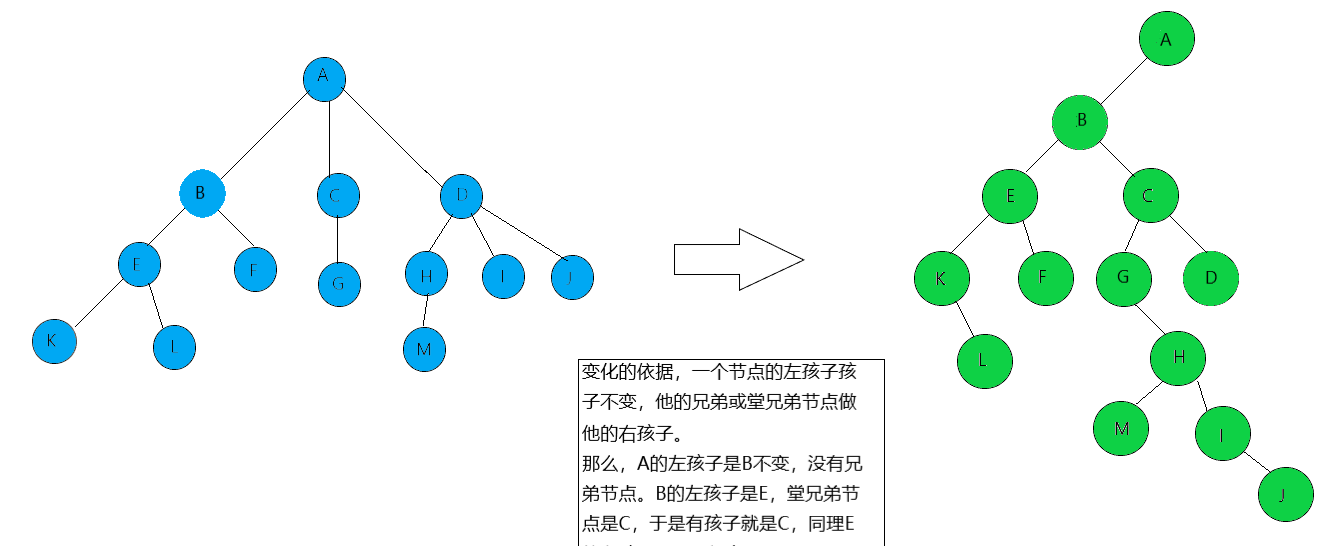 A
B
C
D
E
F
G
H
I
J
K
L
M
A
B
E
C
K
F
G
D
L
H
M
I
J
变化的依据，一个节点的左孩子孩
子不变，他的兄弟或堂兄弟节点做
他的右孩子。
那么，A的左孩子是B不变，没有兄
弟节点。B的左孩子是E，堂兄弟节
点是C，于是有孩子就是C，同理E